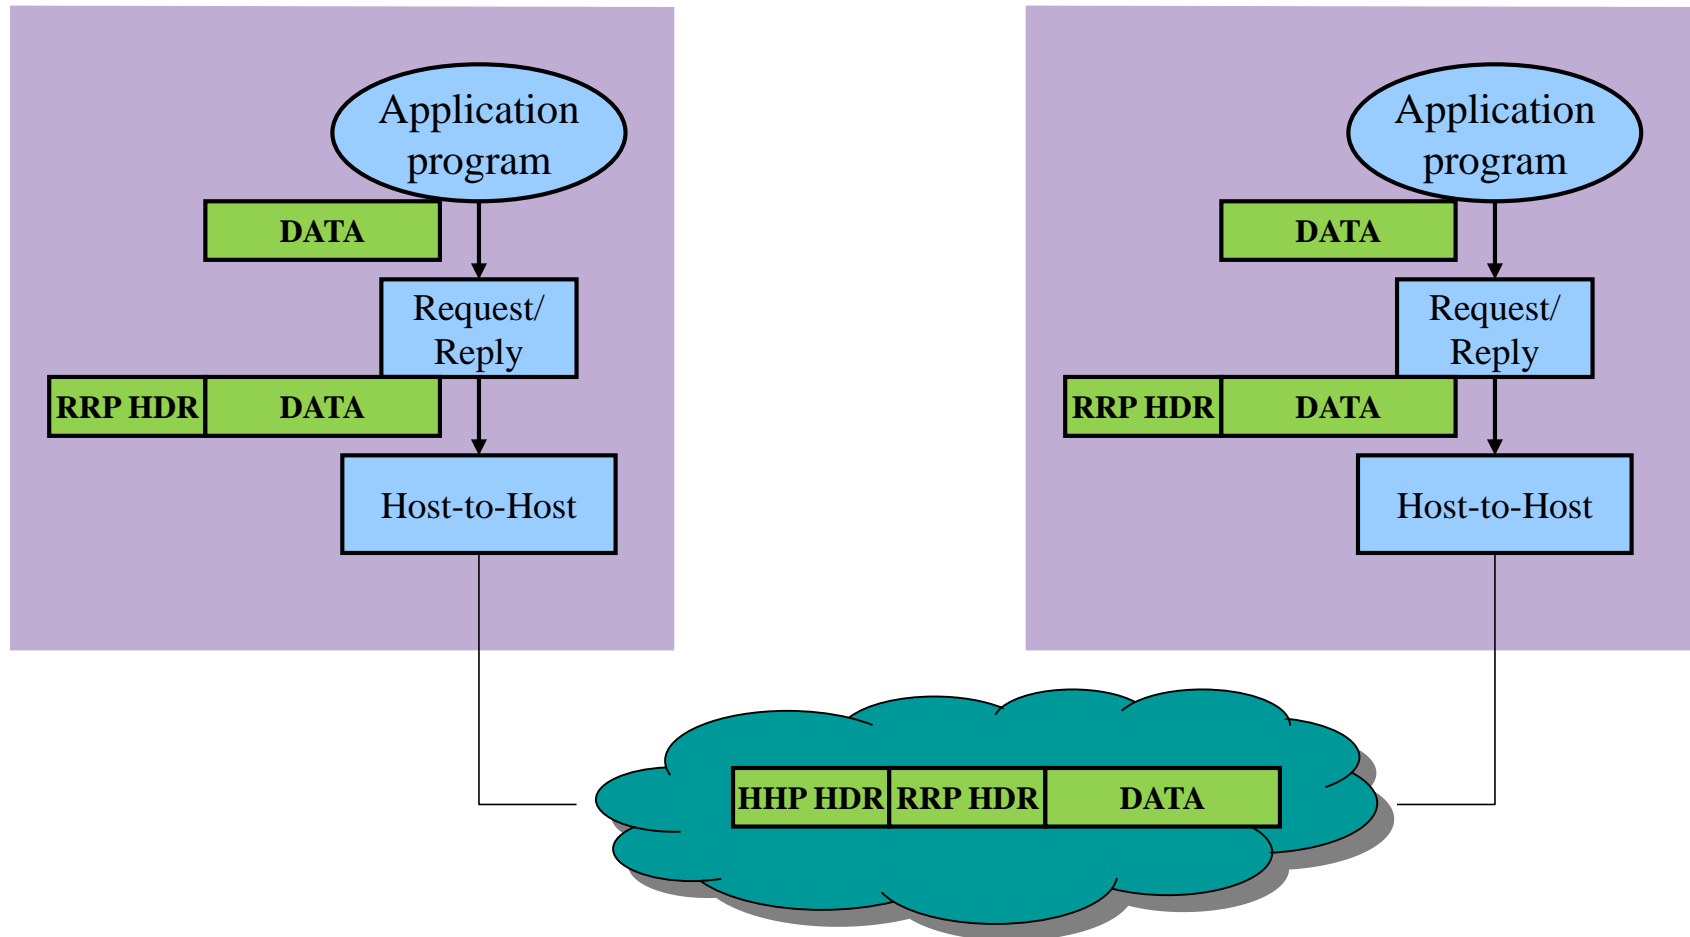 Application
program
DATA
Request/
Reply
RRP HDR DATA
Host-to-Host
Application
program
DATA
Request/
Reply
RRP HDR DATA
Host-to-Host
HHP HDR RRP HDR DATA